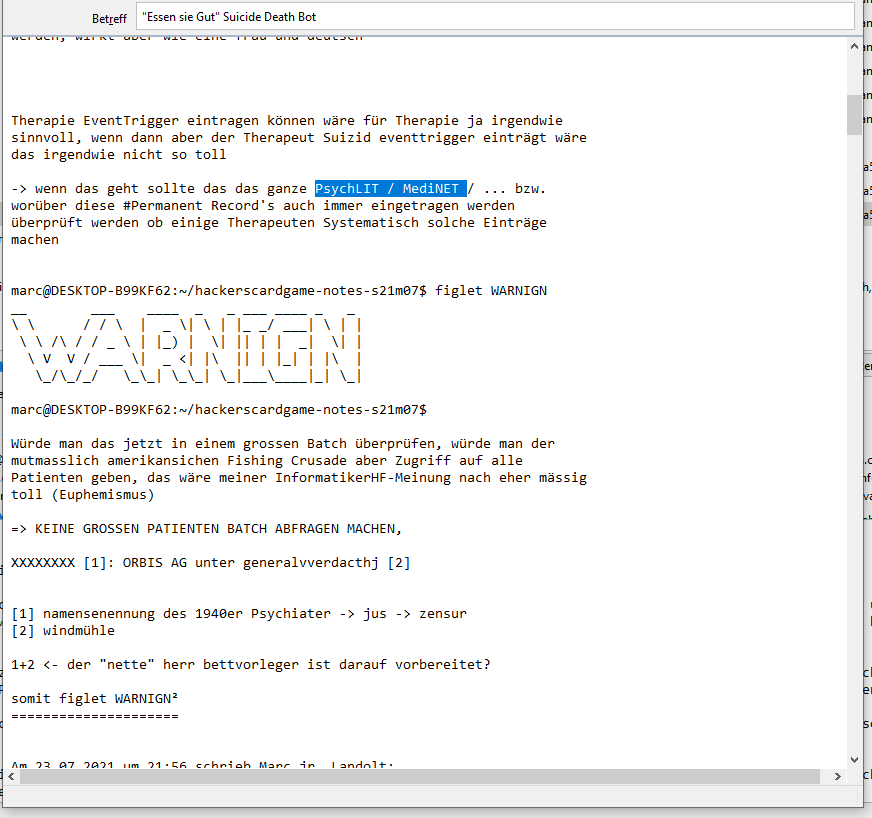 Betreff "Essen sie Gut" Suicide Death Bot
werden, wirkt aber wie eine frau und deutsch
Therapie EventTrigger eintragen können wäre für Therapie ja irgendwie
sinnvoll, wenn dann aber der Therapeut Suizid eventtrigger einträgt wäre
das irgendwie nicht so toll
-> wenn das geht sollte das das ganze PsychLIT / MediNET / ... bzw.
worüber diese #Permanent Record's auch immer eingetragen werden
überprüft werden ob einige Therapeuten Systematisch solche Einträge
machen
marc@DESKTOP-B99KF62:~/hackerscardgame-notes-s21m07$ figlet WARNIGN
WARNIGN
marc@DESKTOP-B99KF62:~/hackerscardgame-notes-s21m07$
Würde man das jetzt in einem grossen Batch überprüfen, würde man der
mutmasslich amerikansichen Fishing Crusade aber Zugriff auf alle
Patienten geben, das wäre meiner InformatikerHF-Meinung nach eher mässig
toll (Euphemismus)
=> KEINE GROSSEN PATIENTEN BATCH ABFRAGEN MACHEN,
XXXXXXXX [1]: ORBIS AG unter generalvverdacthj [2]
[1] namensenennung des 1940er Psychiater -> jus -> zensur
[2] windmühle
1+2 <- der "nette" herr bettvorleger ist darauf vorbereitet?
somit figlet WARNIGN²
=====================
Am 23.07.2021 um 21:56 schrieb Marc jr. Landolt: